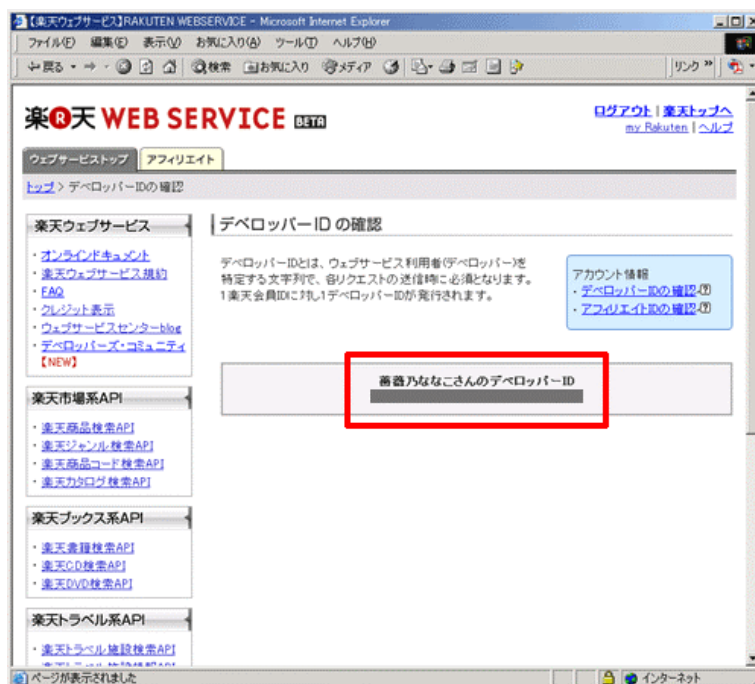 【楽天ウェブサービス】RAKUTEN WEBSERVICE - Microsoft Internet Explorer
ファイル(F) 編集(E) 表示(V) お気に入り(A) ツール(T) ヘルプ(H)
戻る 検索 お気に入り メディア リンク »
楽R天 WEB SERVICE BETA
ログアウト | 楽天トップへ
my Rakuten | ヘルプ
ウェブサービストップ アフィリエイト
トップ > デベロッパーIDの確認
楽天ウェブサービス
・オンラインドキュメント
・楽天ウェブサービス規約
・FAQ
・クレジット表示
・ウェブサービスセンターblog
・デベロッパーズ・コミュニティ
【NEW】
楽天市場系API
・楽天商品検索API
・楽天ジャンル検索API
・楽天商品コード検索API
・楽天カタログ検索API
楽天ブックス系API
・楽天書籍検索API
・楽天CD検索API
・楽天DVD検索API
楽天トラベル系API
・楽天トラベル施設検索API
デベロッパーID の確認
デベロッパーIDとは、ウェブサービス利用者(デベロッパー)を
特定する文字列で、各リクエストの送信時に必須となります。
1楽天会員IDに対し1デベロッパーIDが発行されます。
アカウント情報
・デベロッパーIDの確認
・アフィリエイトIDの確認
薔薇乃ななこさんのデベロッパーID
ページが表示されました
インターネット